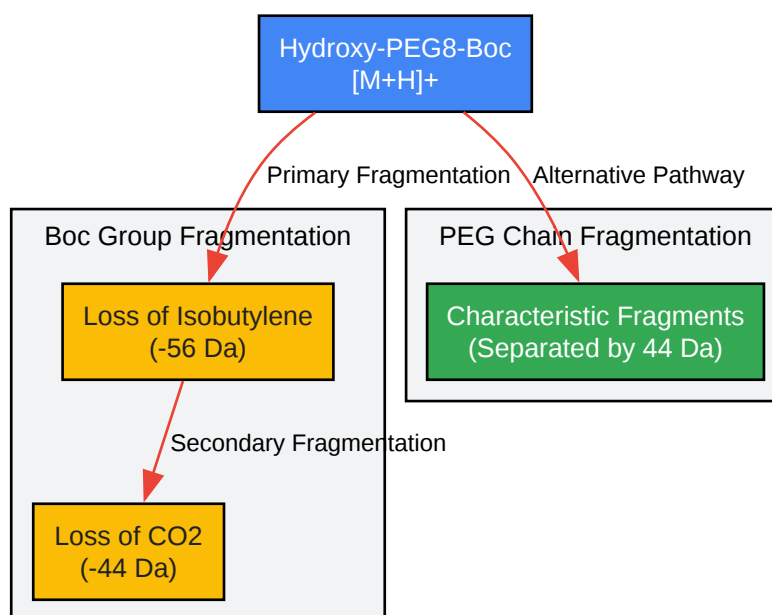 Hydroxy-PEG8-Boc
[M+H]+
Primary Fragmentation
Alternative Pathway
Boc Group Fragmentation
PEG Chain Fragmentation
Loss of Isobutylene
(-56 Da)
Characteristic Fragments
(Separated by 44 Da)
Secondary Fragmentation
Loss of CO2
(-44 Da)